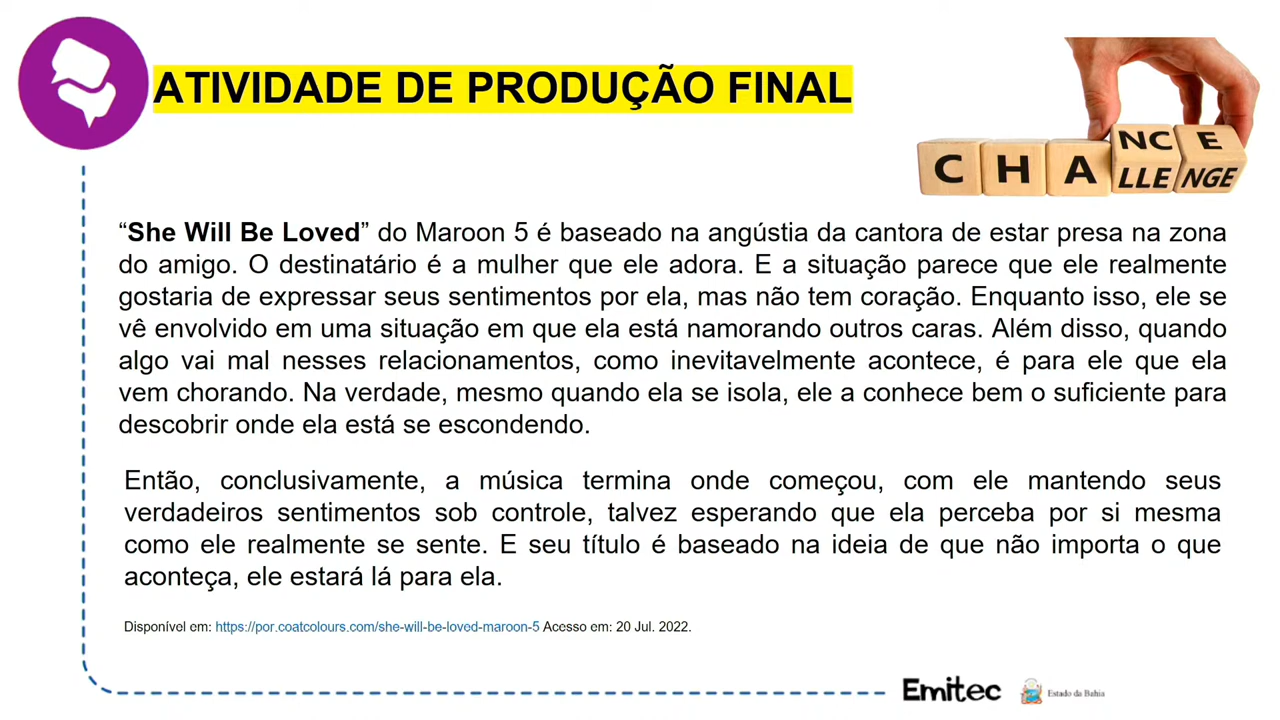 ATIVIDADE DE PRODUÇÃO FINAL
C H A NC E
LLE NGE
“She Will Be Loved” do Maroon 5 é baseado na angústia da cantora de estar presa na zona
do amigo. O destinatário é a mulher que ele adora. E a situação parece que ele realmente
gostaria de expressar seus sentimentos por ela, mas não tem coração. Enquanto isso, ele se
vê envolvido em uma situação em que ela está namorando outros caras. Além disso, quando
algo vai mal nesses relacionamentos, como inevitavelmente acontece, é para ele que ela
vem chorando. Na verdade, mesmo quando ela se isola, ele a conhece bem o suficiente para
descobrir onde ela está se escondendo.
Então, conclusivamente, a música termina onde começou, com ele mantendo seus
verdadeiros sentimentos sob controle, talvez esperando que ela perceba por si mesma
como ele realmente se sente. E seu título é baseado na ideia de que não importa o que
aconteça, ele estará lá para ela.
Disponível em: https://por.coatcolours.com/she-will-be-loved-maroon-5 Acesso em: 20 Jul. 2022.
Emitec
Estado da Bahia